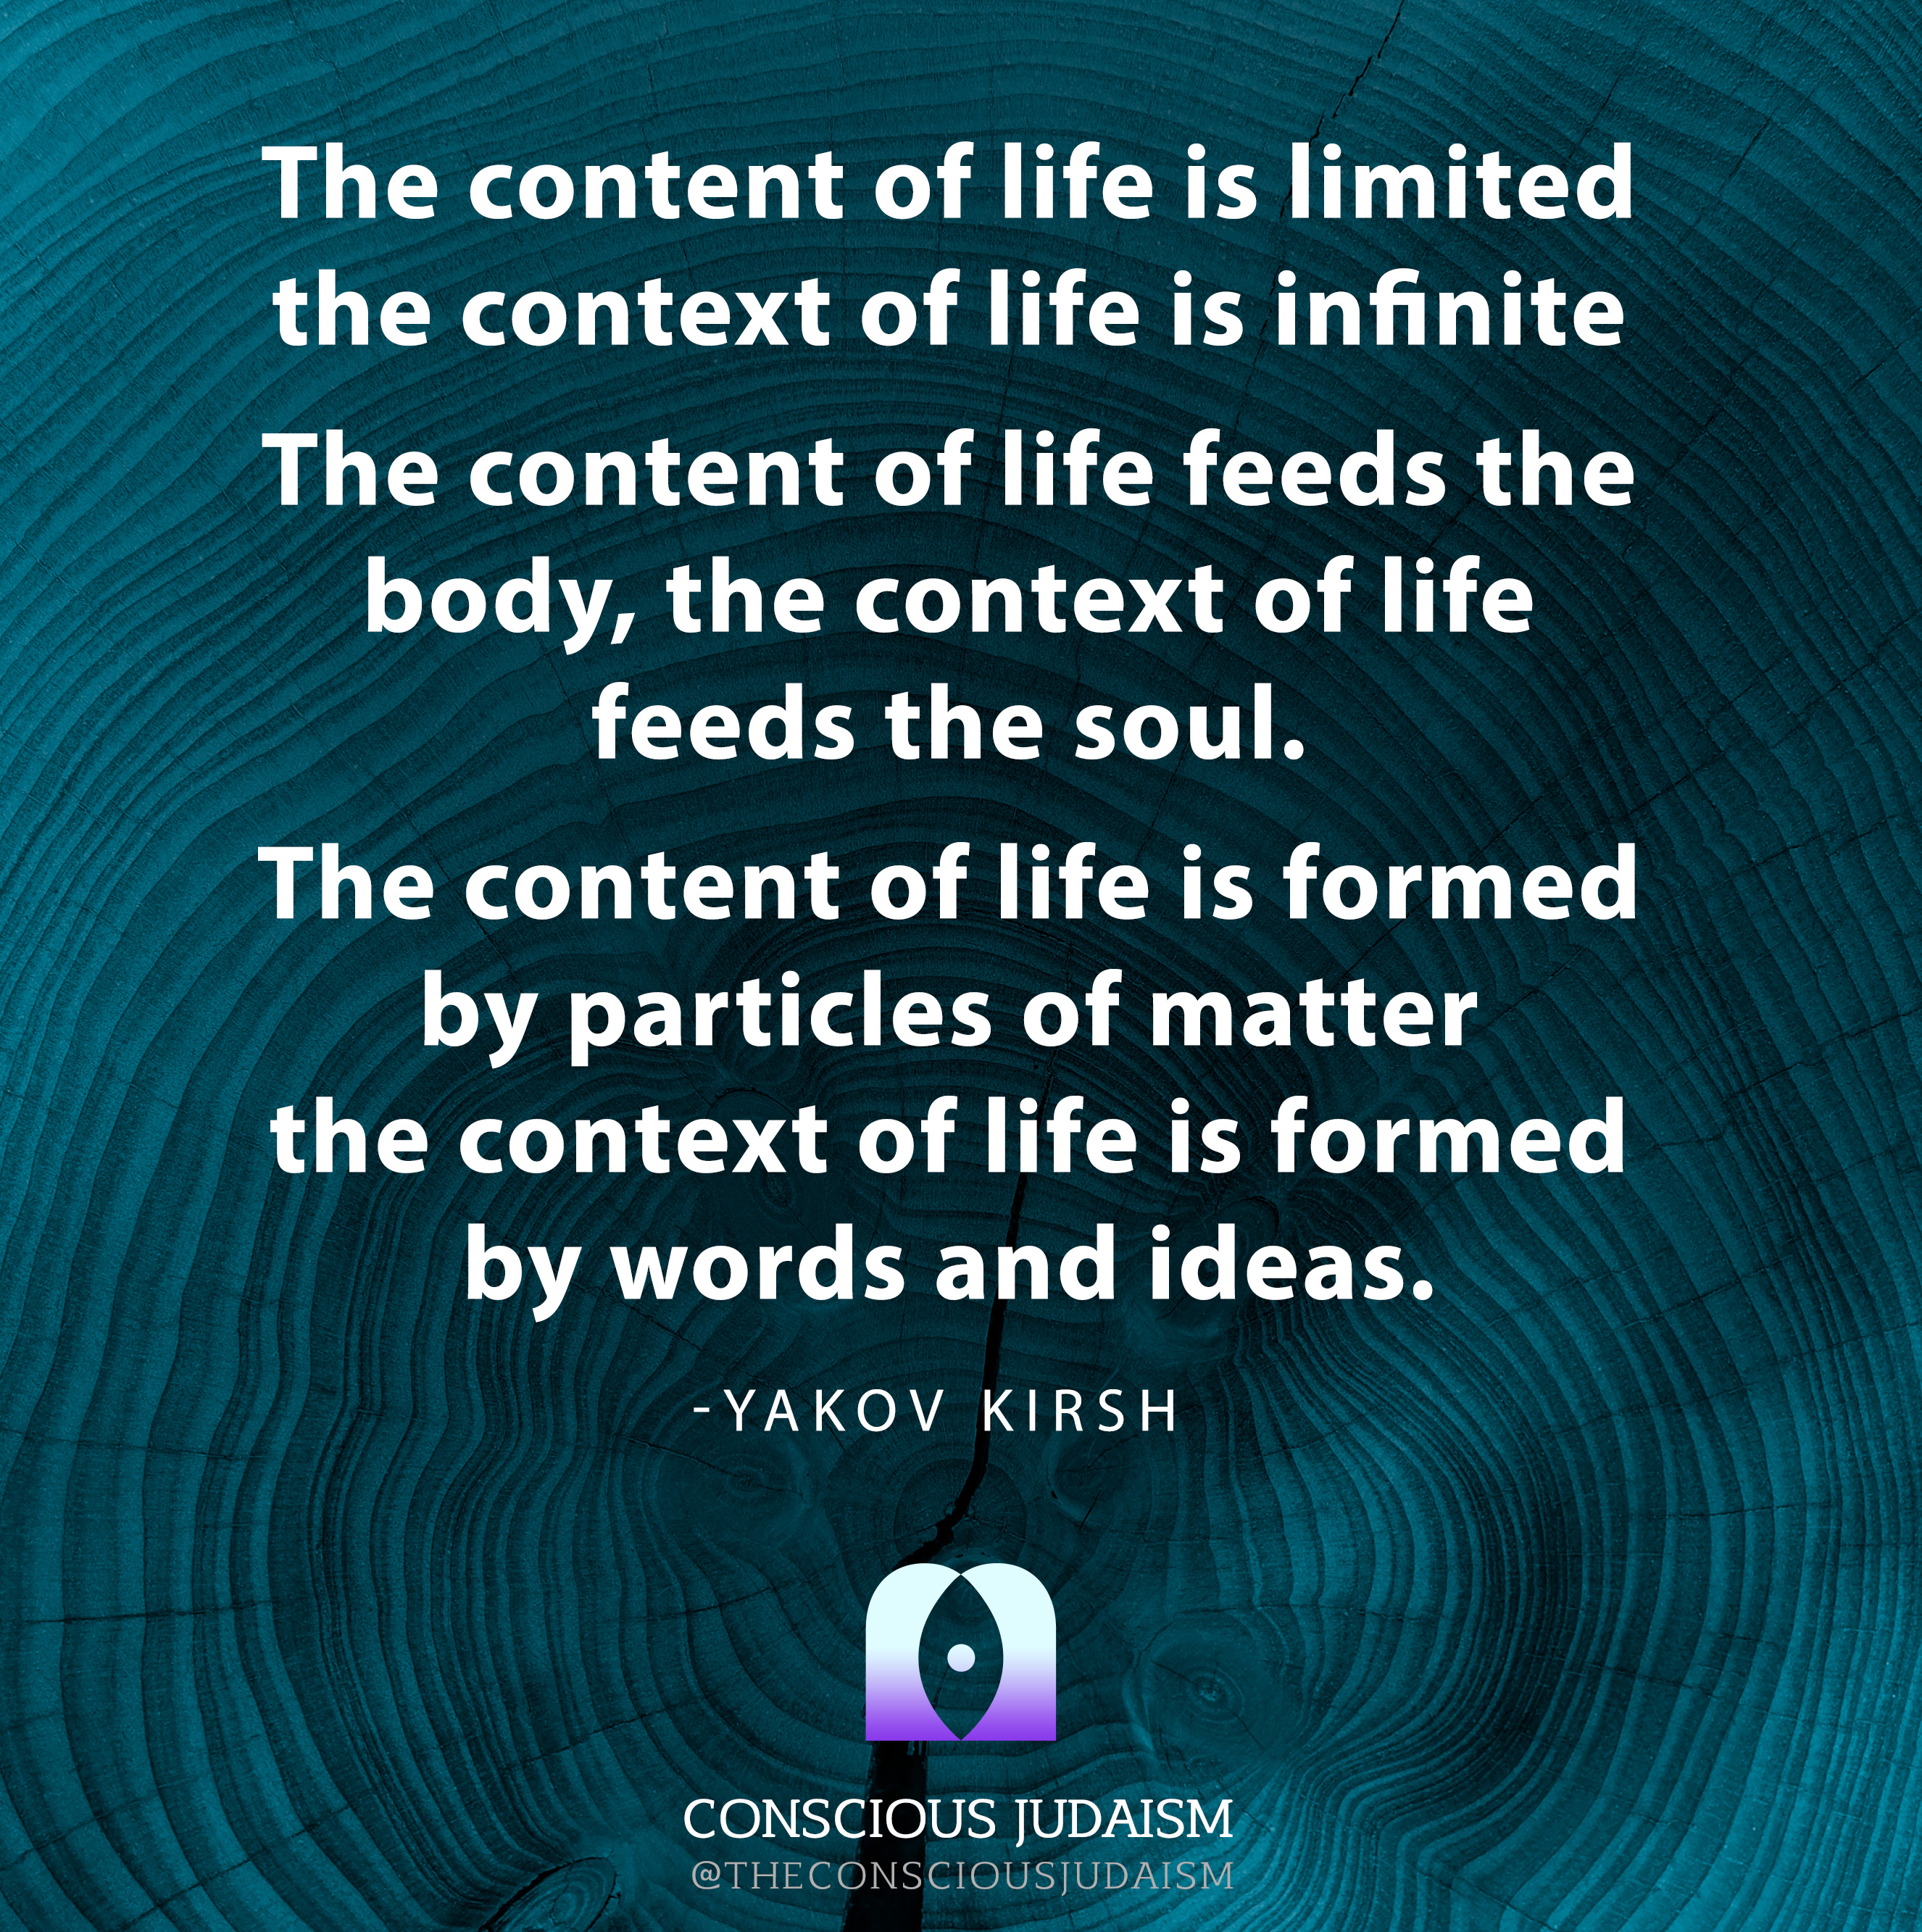 The content of life is limited
the context of life is infinite
The content of life feeds the
body, the context of life
feeds the soul.
The content of life is formed
by particles of matter
the context of life is formed
by words and ideas.
-YAKOV KIRSH
CONSCIOUS JUDAISM
@THECONSCIOUSJUDAISM